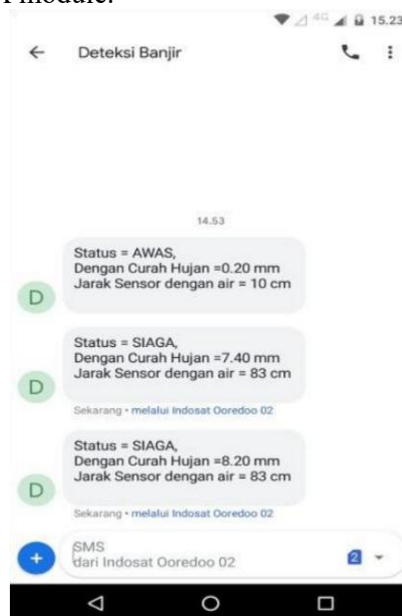 4G 15.23
Deteksi Banjir
14.53
Status = AWAS,
Dengan Curah Hujan =0.20 mm
Jarak Sensor dengan air = 10 cm
D
Status = SIAGA,
Dengan Curah Hujan =7.40 mm
Jarak Sensor dengan air = 83 cm
D
Sekarang • melalui Indosat Ooredoo 02
Status = SIAGA,
Dengan Curah Hujan =8.20 mm
Jarak Sensor dengan air = 83 cm
D
Sekarang • melalui Indosat Ooredoo 02
SMS
dari Indosat Ooredoo 02
2